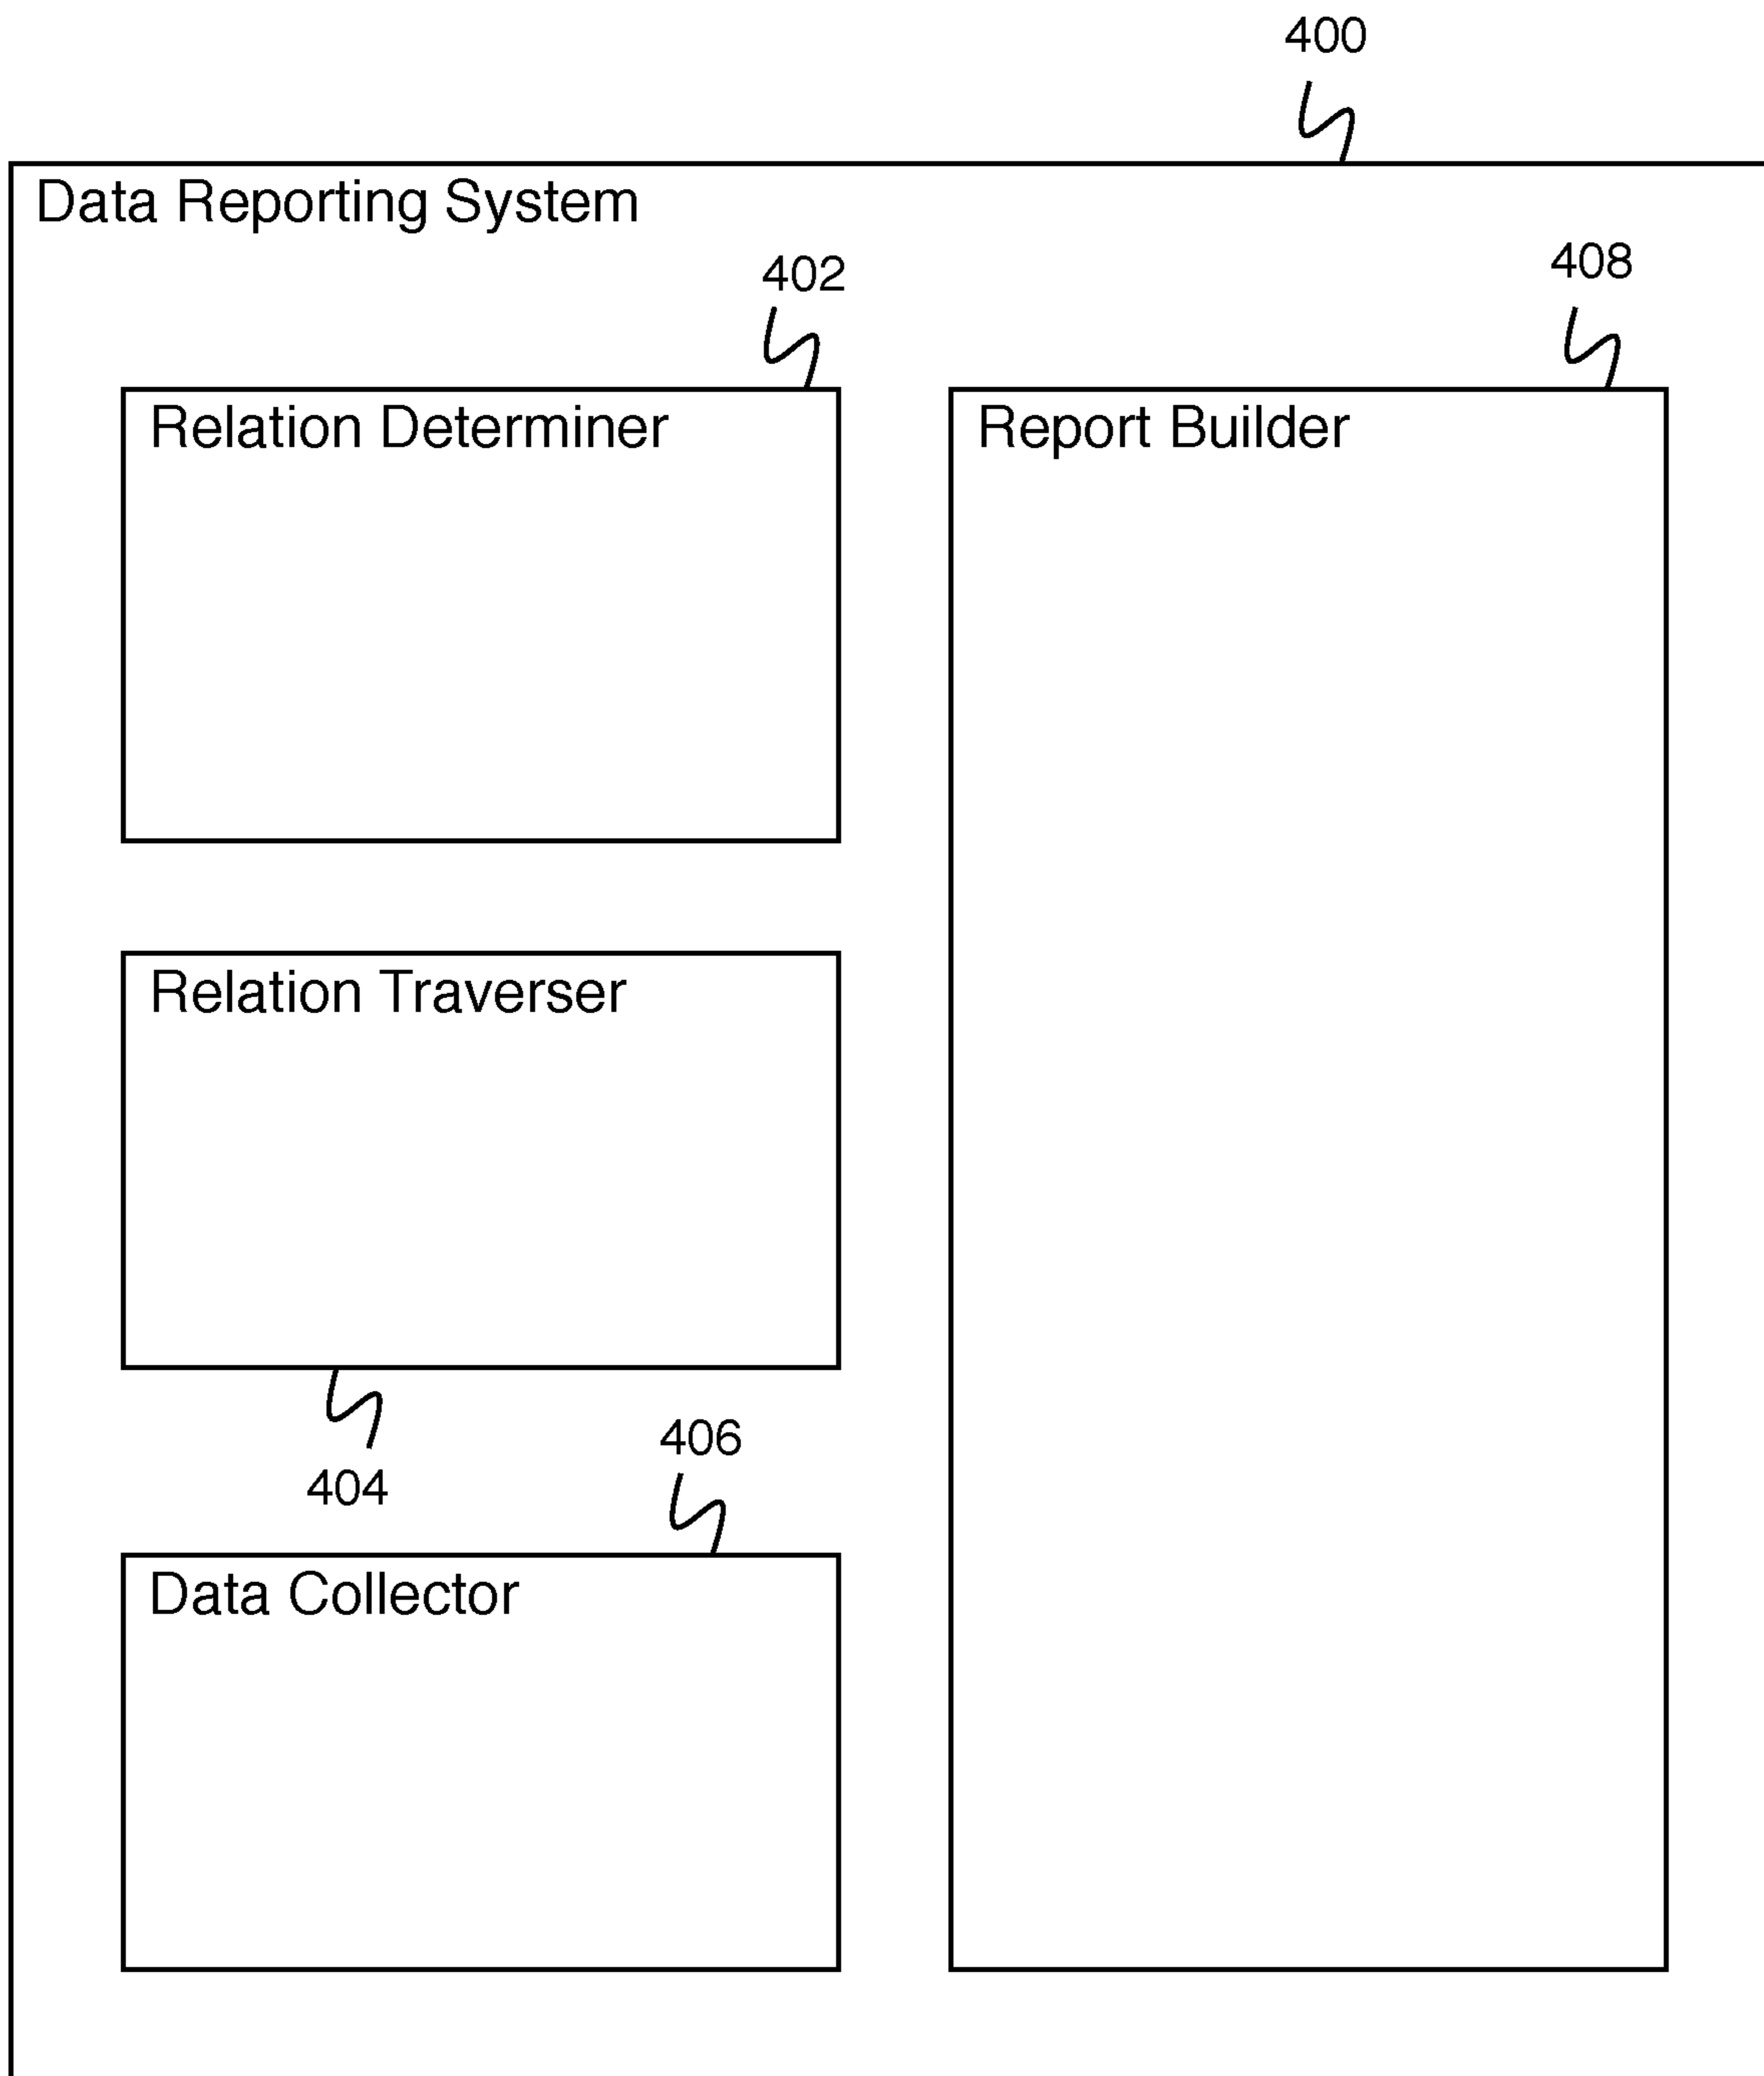 400
Data Reporting System
402
408
Relation Determiner
Report Builder
Relation Traverser
404
406
Data Collector